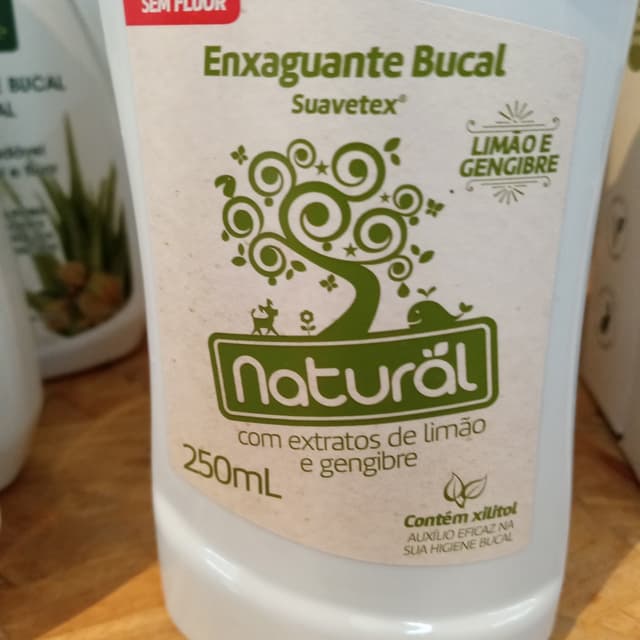 SEM FLÚOR
Enxaguante Bucal
Suavetex®
LIMÃO E
GENGIBRE
naturäl
com extratos de limão
e gengibre
250mL
Contém xilitol
AUXÍLIO EFICAZ NA
SUA HIGIENE BUCAL
BUCAL